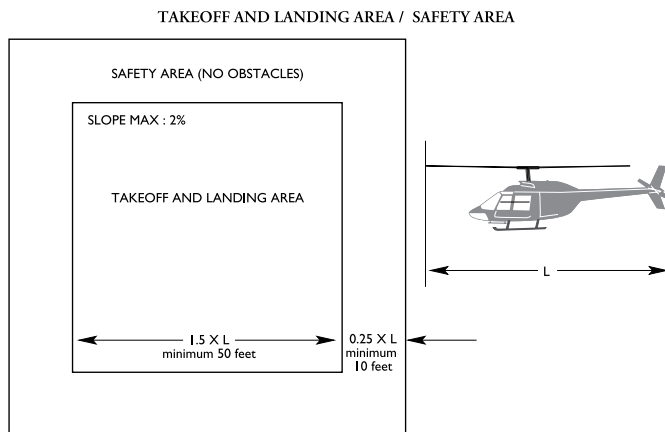 TAKEOFF AND LANDING AREA / SAFETY AREA
SAFETY AREA (NO OBSTACLES)
SLOPE MAX : 2%
TAKEOFF AND LANDING AREA
L
1.5 X L
minimum 50 feet
0.25 X L
minimum
10 feet